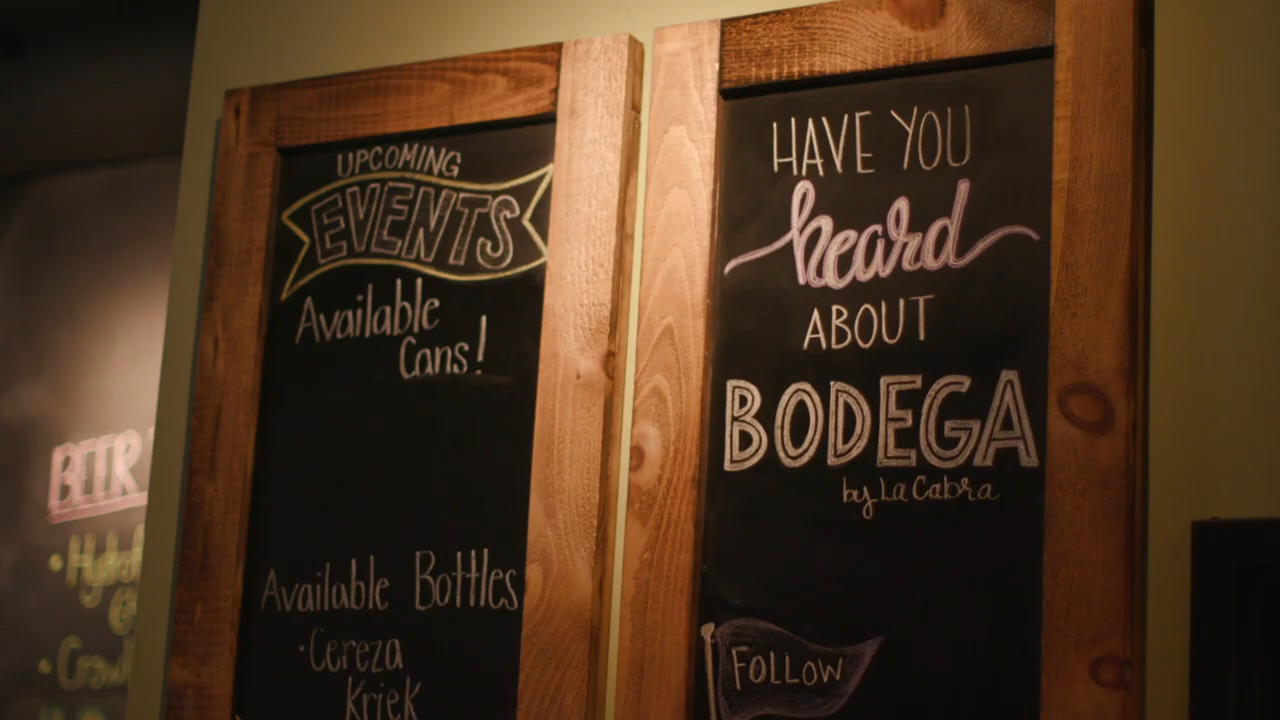 UPCOMING
EVENTS
Available
Cans!
Available Bottles
·Cereza
Kriek
HAVE YOU
heard
ABOUT
BODEGA
by La Cabra
FOLLOW
BEER